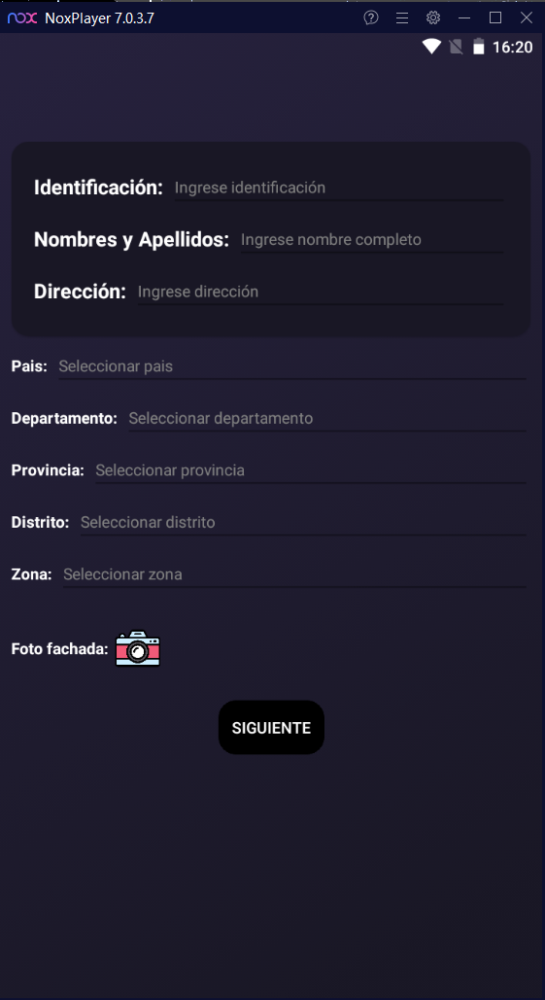 nox NoxPlayer 7.0.3.7
16:20
Identificación: Ingrese identificación
Nombres y Apellidos: Ingrese nombre completo
Dirección: Ingrese dirección
Pais: Seleccionar pais
Departamento: Seleccionar departamento
Provincia: Seleccionar provincia
Distrito: Seleccionar distrito
Zona: Seleccionar zona
Foto fachada:
SIGUIENTE